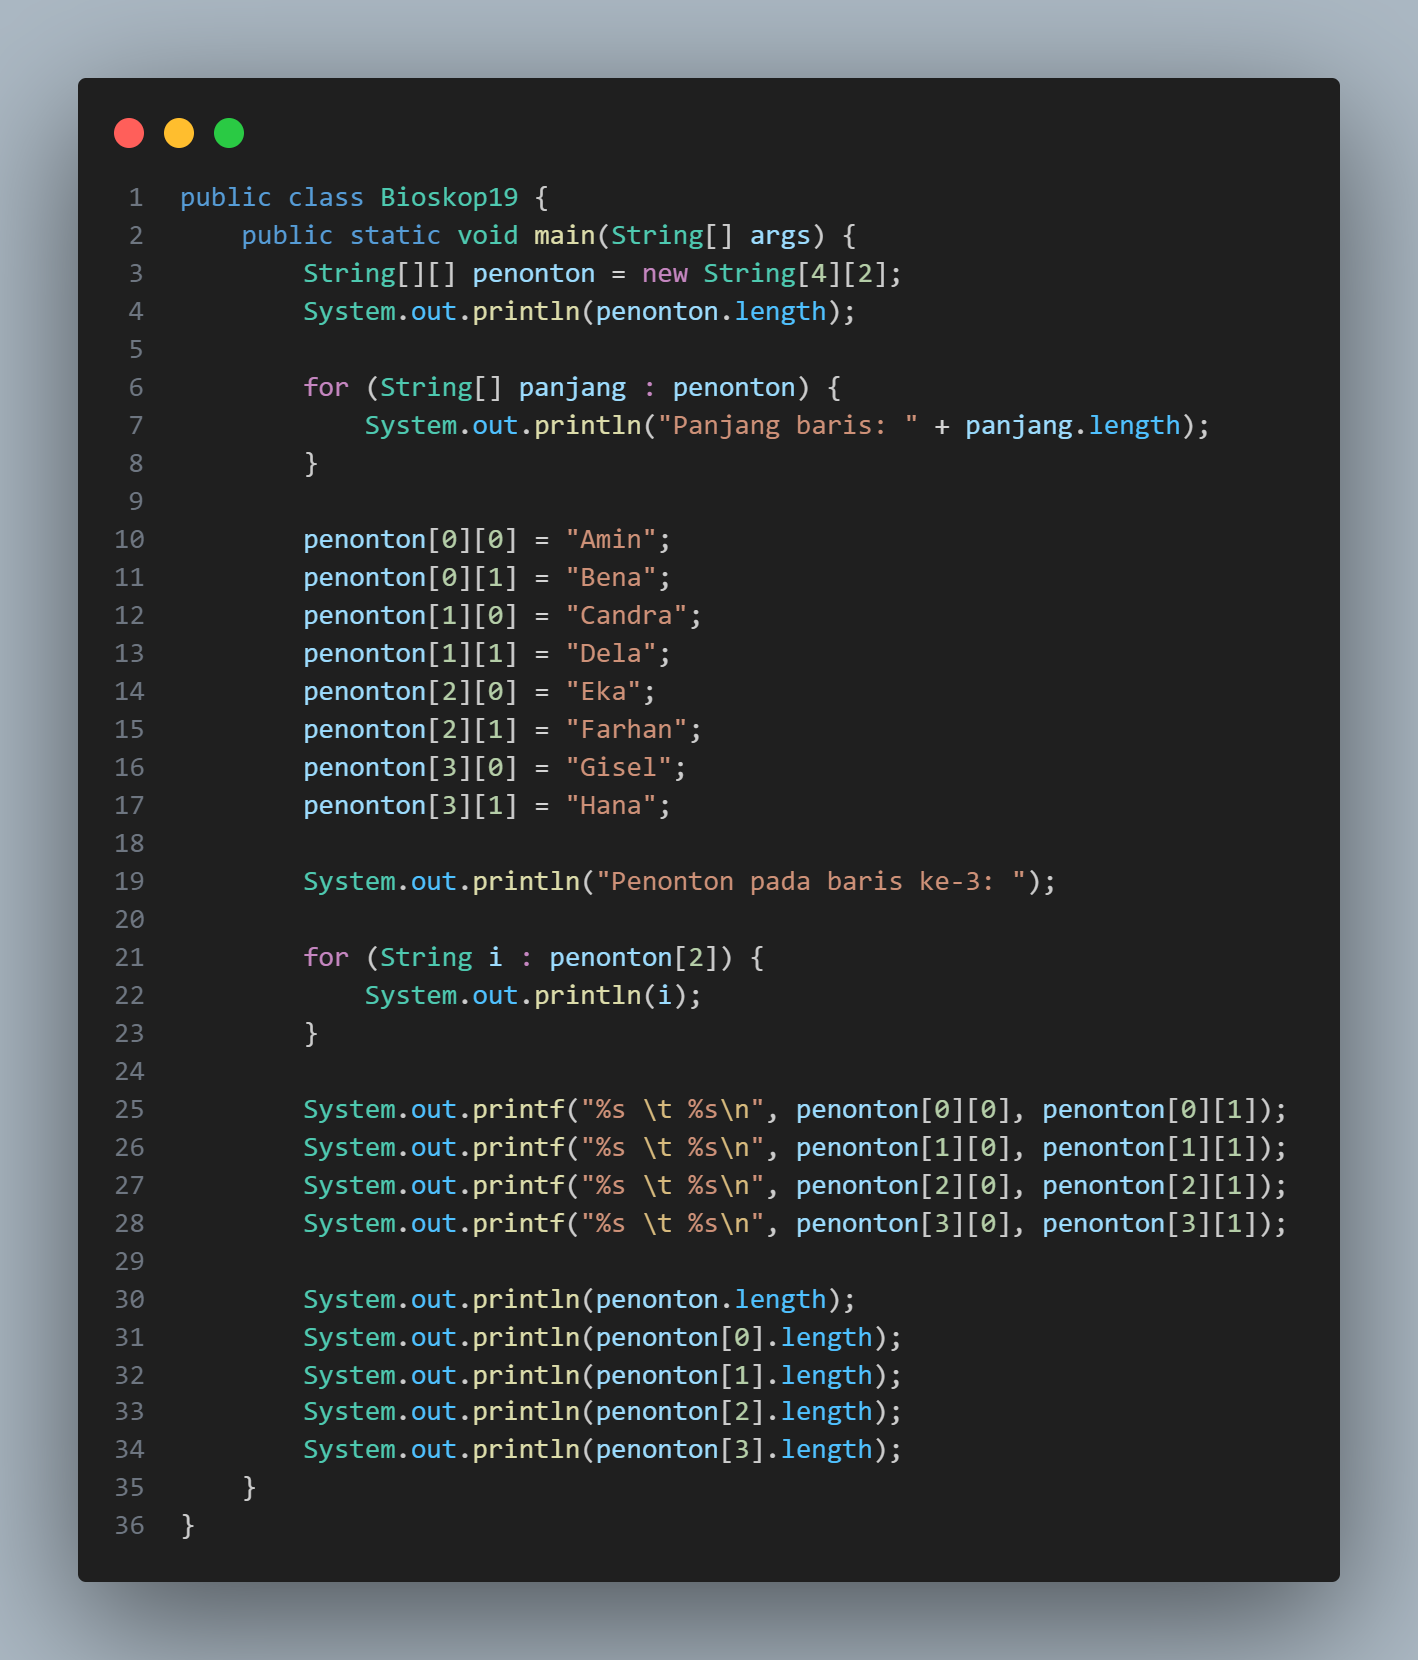 1 public class Bioskop19 {
2     public static void main(String[] args) {
3         String[][] penonton = new String[4][2];
4         System.out.println(penonton.length);
5
6         for (String[] panjang : penonton) {
7             System.out.println("Panjang baris: " + panjang.length);
8         }
9
10         penonton[0][0] = "Amin";
11         penonton[0][1] = "Bena";
12         penonton[1][0] = "Candra";
13         penonton[1][1] = "Dela";
14         penonton[2][0] = "Eka";
15         penonton[2][1] = "Farhan";
16         penonton[3][0] = "Gisel";
17         penonton[3][1] = "Hana";
18
19         System.out.println("Penonton pada baris ke-3: ");
20
21         for (String i : penonton[2]) {
22             System.out.println(i);
23         }
24
25         System.out.printf("%s \t %s\n", penonton[0][0], penonton[0][1]);
26         System.out.printf("%s \t %s\n", penonton[1][0], penonton[1][1]);
27         System.out.printf("%s \t %s\n", penonton[2][0], penonton[2][1]);
28         System.out.printf("%s \t %s\n", penonton[3][0], penonton[3][1]);
29
30         System.out.println(penonton.length);
31         System.out.println(penonton[0].length);
32         System.out.println(penonton[1].length);
33         System.out.println(penonton[2].length);
34         System.out.println(penonton[3].length);
35     }
36 }